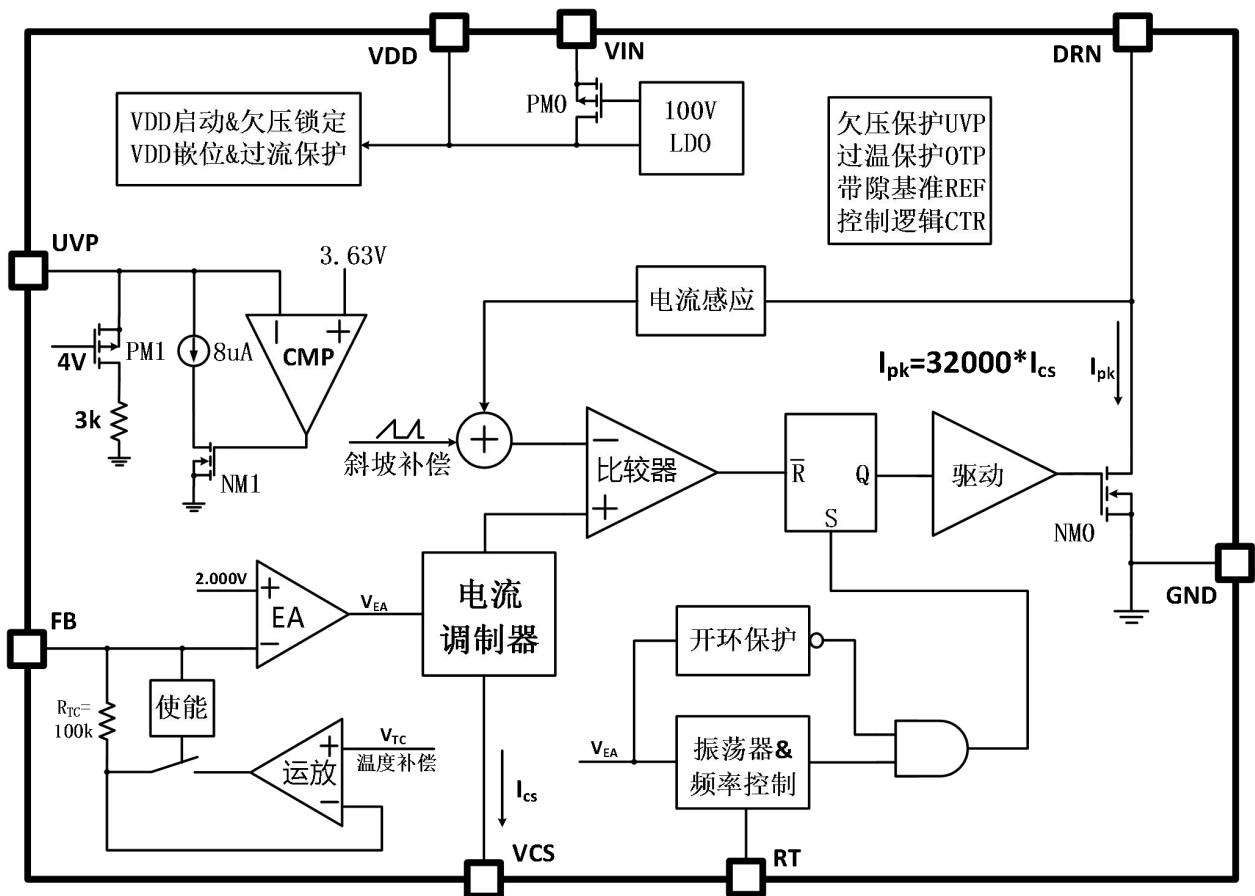 VDD
VIN
DRN
VDD启动&欠压锁定
VDD嵌位&过流保护
PM0
100V
LDO
欠压保护UVP
过温保护OTP
带隙基准REF
控制逻辑CTR
UVP
3.63V
4V
PM1
8uA
CMP
3k
NM1
电流感应
Ipk=32000*Ics
Ipk
斜坡补偿
比较器
R̅
Q
S
驱动
NM0
GND
2.000V
EA
VEA
电流
调制器
FB
RTC=
100k
使能
运放
VTC
温度补偿
Ics
开环保护
VEA
振荡器&
频率控制
VCS
RT